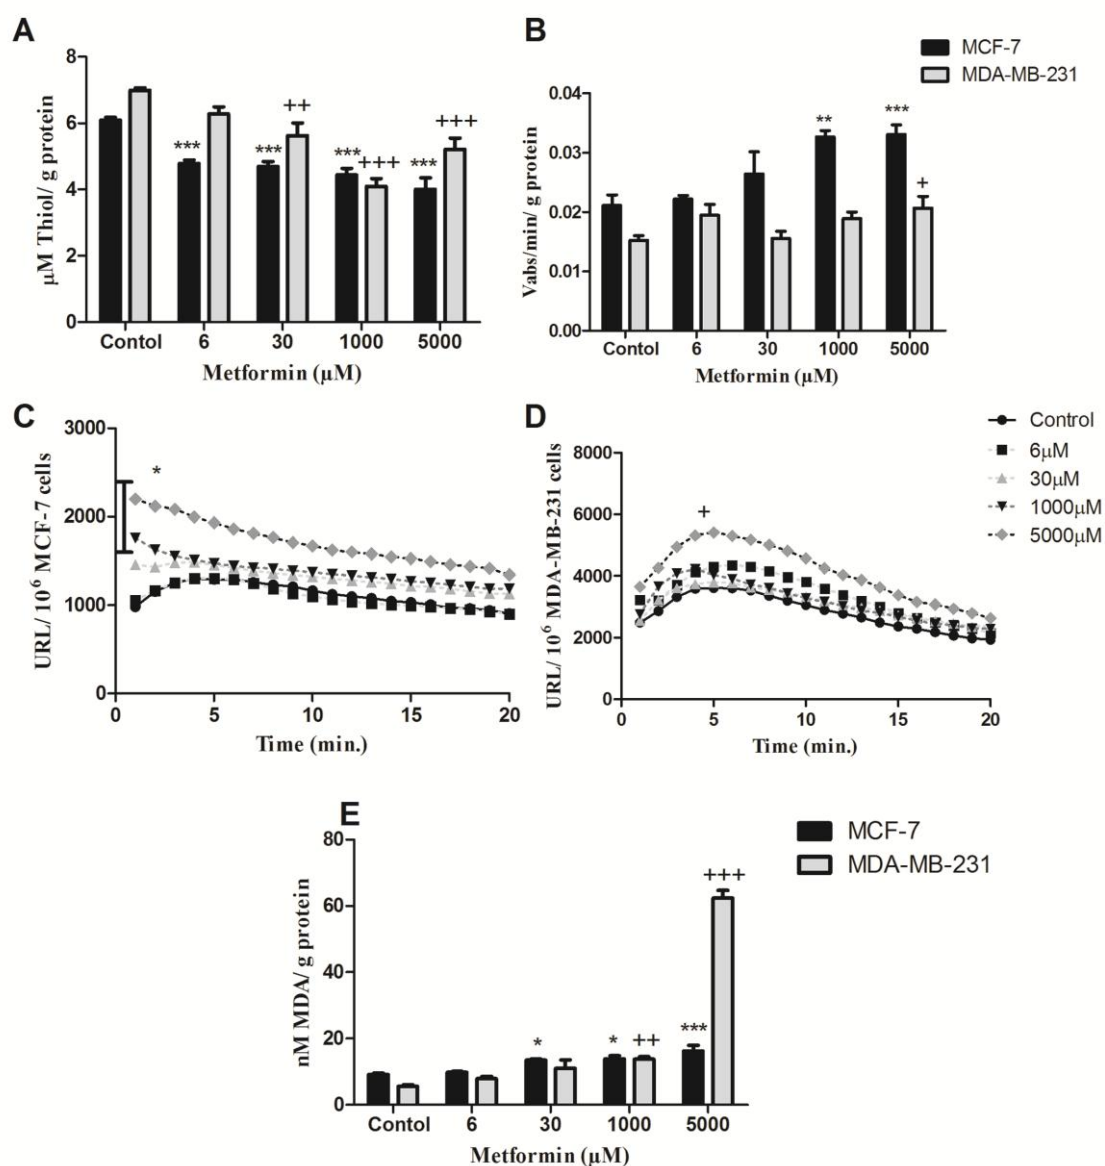 A
μM Thiol/ g protein
8
6
4
2
0
***
***
++
***
+++
***
+++
Contol 6 30 1000 5000
Metformin (μM)
B
MCF-7
MDA-MB-231
Vabs/min/ g protein
0.04
0.03
0.02
0.01
0.00
**
***
+
Contol 6 30 1000 5000
Metformin (μM)
C
URL/ 10⁶ MCF-7 cells
3000
2000
1000
0
*
0 5 10 15 20
Time (min.)
D
URL/ 10⁶ MDA-MB-231 cells
8000
6000
4000
2000
0
+
0 5 10 15 20
Time (min.)
Control
6μM
30μM
1000μM
5000μM
E
MCF-7
MDA-MB-231
nM MDA/ g protein
80
60
40
20
0
*
*
++
***
+++
Contol 6 30 1000 5000
Metformin (μM)